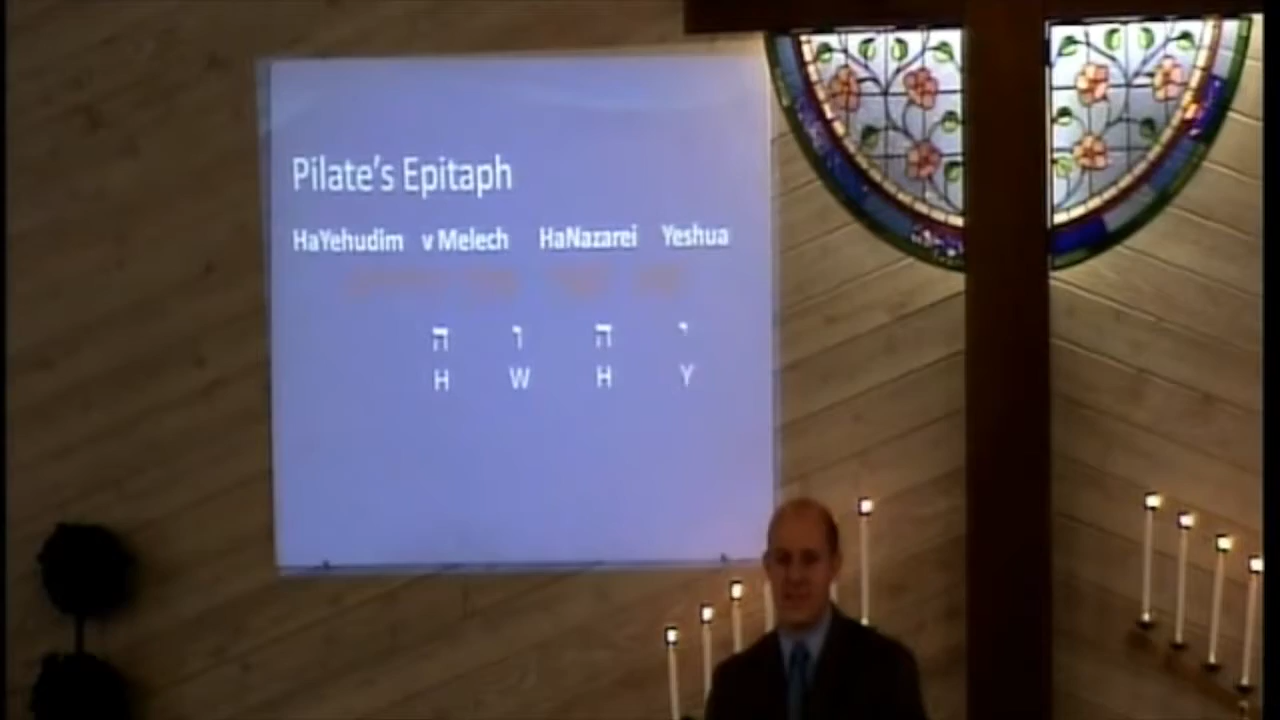 Pilate's Epitaph
HaYehudim v Melech HaNazarei Yeshua
י ה ו ה
H W H Y